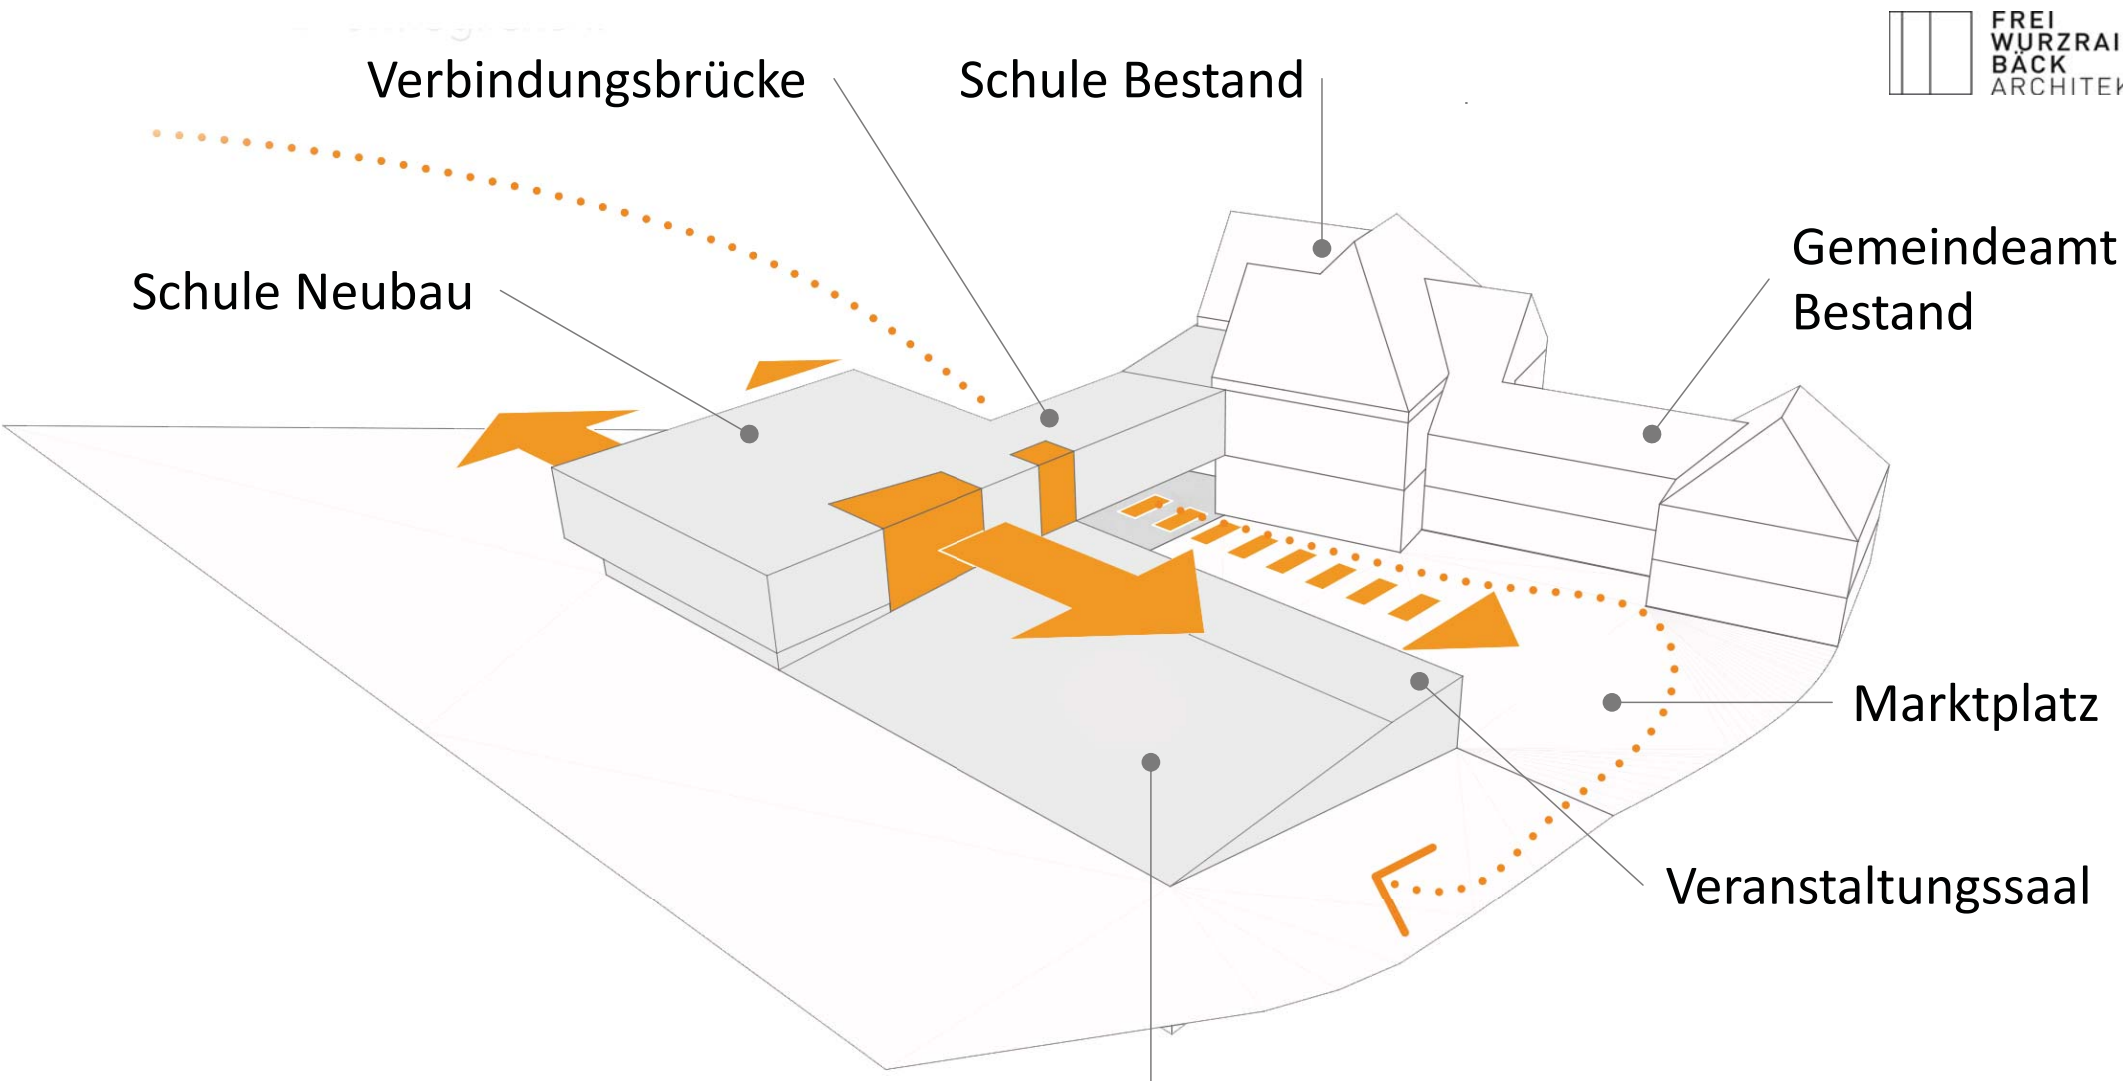 FREI
WURZRAI
BÄCK
ARCHITEK
Verbindungsbrücke
Schule Bestand
Gemeindeamt
Bestand
Schule Neubau
Marktplatz
Veranstaltungssaal